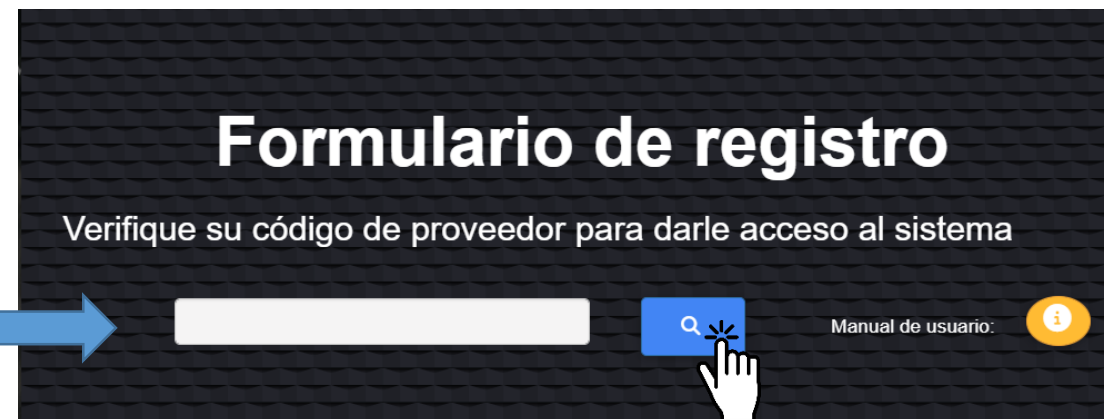 Formulario de registro
Verifique su código de proveedor para darle acceso al sistema
Manual de usuario:
i